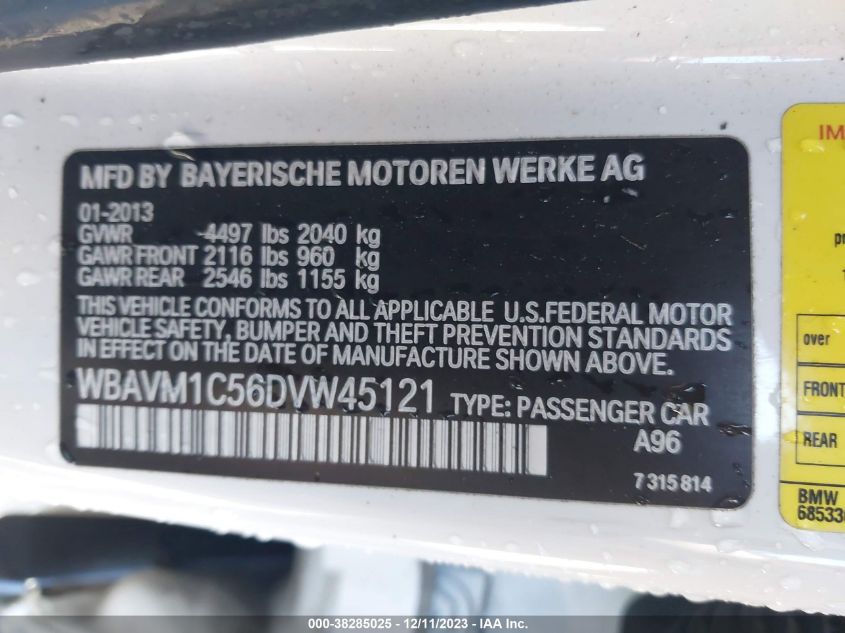 MFD BY BAYERISCHE MOTOREN WERKE AG
01-2013
GVWR 4497 lbs 2040 kg
GAWR FRONT 2116 lbs 960 kg
GAWR REAR 2546 lbs 1155 kg
THIS VEHICLE CONFORMS TO ALL APPLICABLE U.S.FEDERAL MOTOR
VEHICLE SAFETY, BUMPER AND THEFT PREVENTION STANDARDS
IN EFFECT ON THE DATE OF MANUFACTURE SHOWN ABOVE.
WBAVM1C56DVW45121 TYPE: PASSENGER CAR
A96
7 315 814
over
FRONT
REAR
BMW
000-38285025 - 12/11/2023 - IAA Inc.